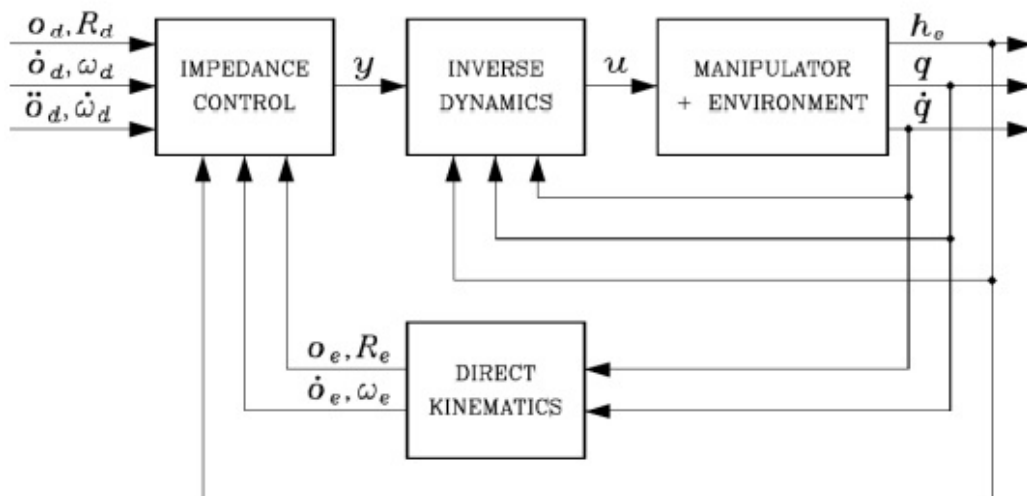 o_d, R_d
ȯ_d, ω_d
ö_d, ω̇_d
IMPEDANCE
CONTROL
y
INVERSE
DYNAMICS
u
MANIPULATOR
+ ENVIRONMENT
h_e
q
q̇
o_e, R_e
ȯ_e, ω_e
DIRECT
KINEMATICS